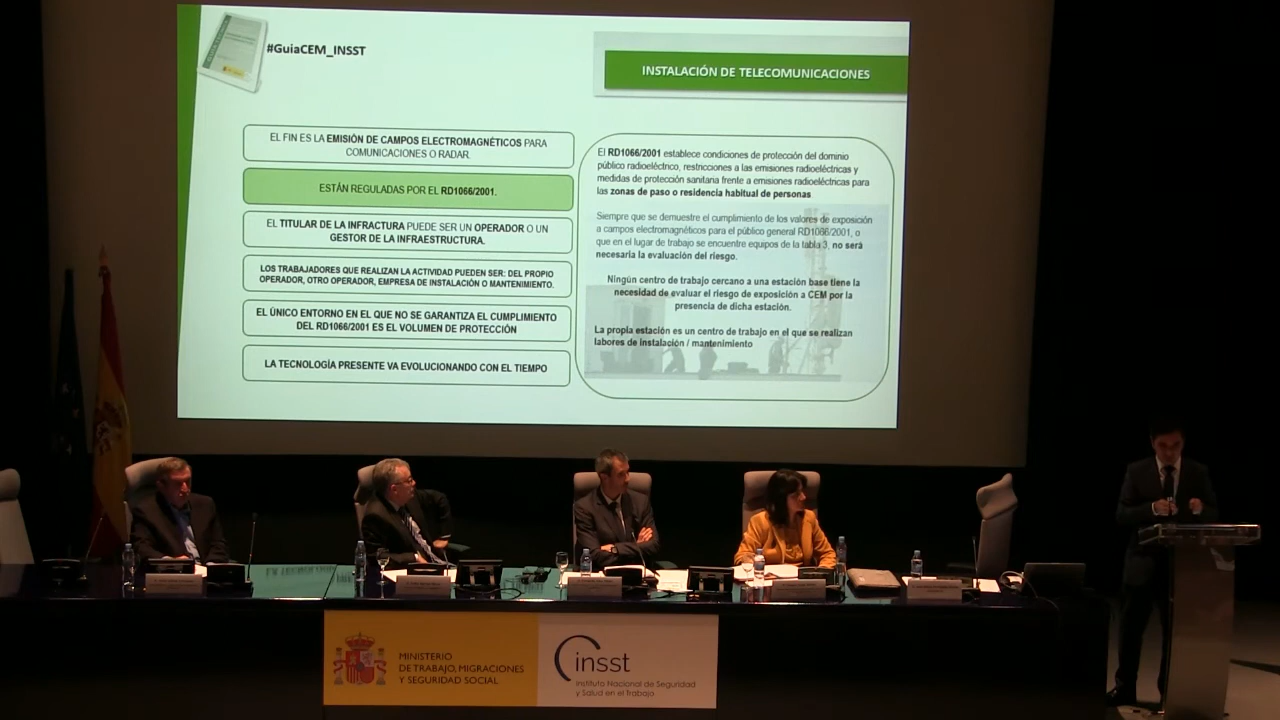 #GuiaCEM_INSST
INSTALACIÓN DE TELECOMUNICACIONES
EL FIN ES LA EMISIÓN DE CAMPOS ELECTROMAGNÉTICOS PARA
COMUNICACIONES O RADAR.
ESTÁN REGULADAS POR EL RD1066/2001.
EL TITULAR DE LA INFRACTURA PUEDE SER UN OPERADOR O UN
GESTOR DE LA INFRAESTRUCTURA.
LOS TRABAJADORES QUE REALIZAN LA ACTIVIDAD PUEDEN SER: DEL PROPIO
OPERADOR, OTRO OPERADOR, EMPRESA DE INSTALACIÓN O MANTENIMIENTO.
EL ÚNICO ENTORNO EN EL QUE NO SE GARANTIZA EL CUMPLIMIENTO
DEL RD1066/2001 ES EL VOLUMEN DE PROTECCIÓN
LA TECNOLOGÍA PRESENTE VA EVOLUCIONANDO CON EL TIEMPO
El RD1066/2001 establece condiciones de protección del dominio
público radioeléctrico, restricciones a las emisiones radioeléctricas y
medidas de protección sanitaria frente a emisiones radioeléctricas para
las zonas de paso o residencia habitual de personas
Siempre que se demuestre el cumplimiento de los valores de exposición
a campos electromagnéticos para el público general RD1066/2001, o
que en el lugar de trabajo se encuentre equipos de la tabla 3, no será
necesaria la evaluación del riesgo.
Ningún centro de trabajo cercano a una estación base tiene la
necesidad de evaluar el riesgo de exposición a CEM por la
presencia de dicha estación.
La propia estación es un centro de trabajo en el que se realizan
labores de instalación / mantenimiento
MINISTERIO
DE TRABAJO, MIGRACIONES
Y SEGURIDAD SOCIAL
insst
Instituto Nacional de Seguridad
y Salud en el Trabajo